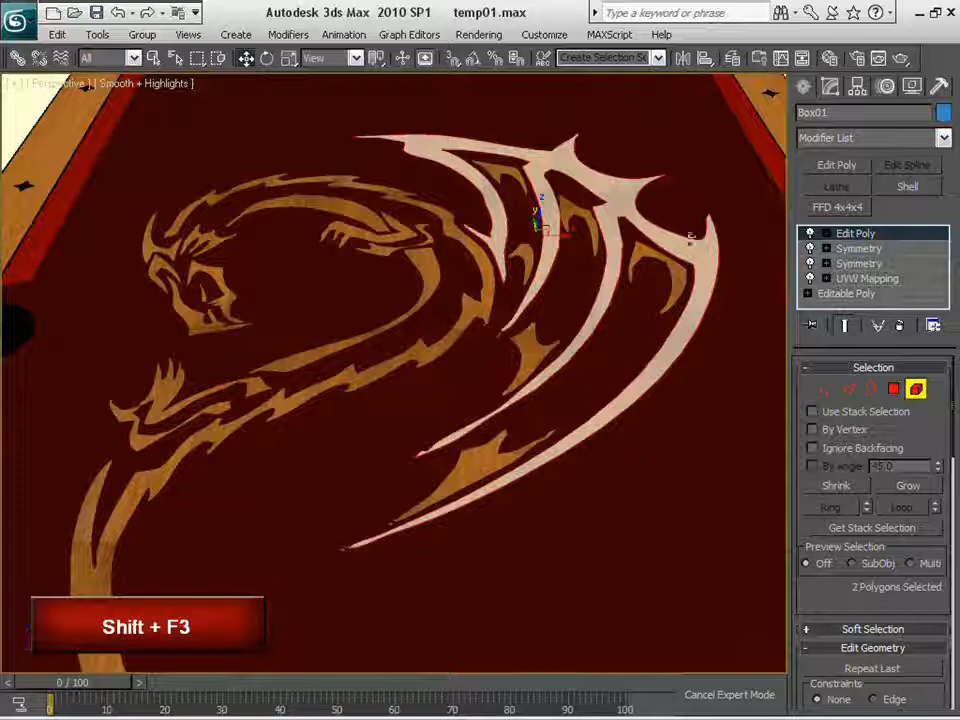 Autodesk 3ds Max 2010 SP1 temp01.max
Type a keyword or phrase
Edit Tools Group Views Create Modifiers Animation Graph Editors Rendering Customize MAXScript Help
All
View
Create Selection Se
[ + ] Perspective ] [ Smooth + Highlights ]
Box01
Modifier List
Edit Poly Edit Spline
Lathe Shell
FFD 4x4x4
Edit Poly
Symmetry
Symmetry
UVW Mapping
Editable Poly
Selection
Use Stack Selection
By Vertex
Ignore Backfacing
By angle: 45.0
Shrink Grow
Ring Loop
Get Stack Selection
Preview Selection
Off SubObj Multi
2 Polygons Selected
Soft Selection
Edit Geometry
Repeat Last
Constraints
None Edge
z
y
Shift + F3
0 / 100
Cancel Expert Mode
0 10 20 30 40 50 60 70 80 90 100